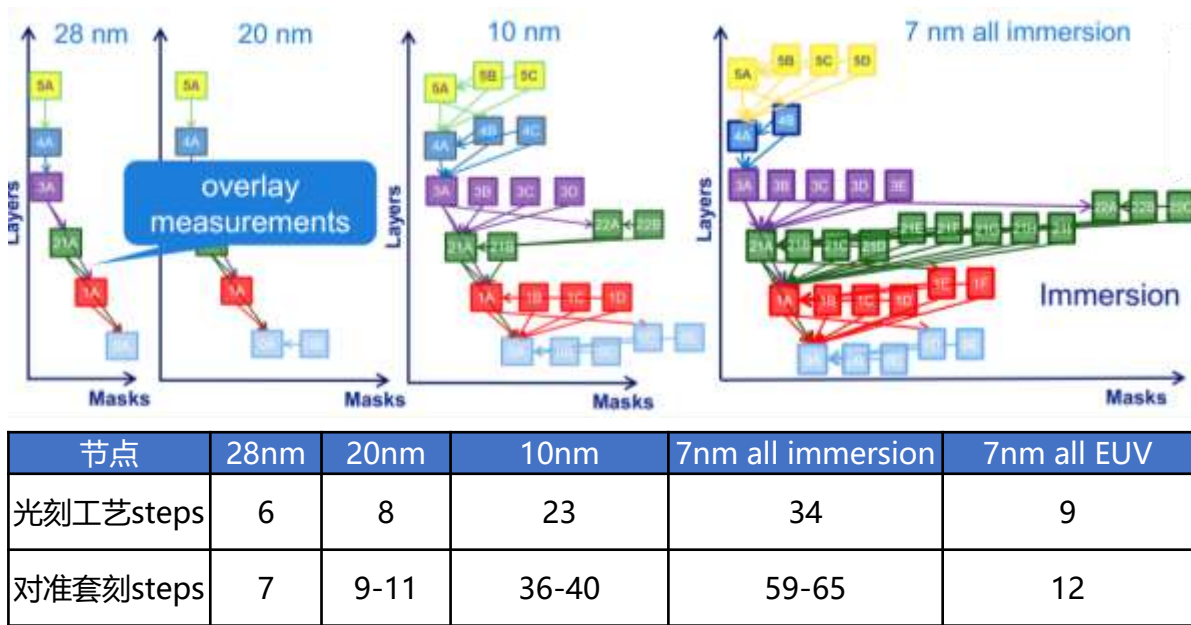 28 nm
20 nm
10 nm
7 nm all immersion
5A
5A
5A 5B 5C
5A 5B 5C 5D
4A
4A
4A 4B 4C
4A 4B
3A
3A 3B 3C 3D
3A 3B 3C 3D 3E
overlay
measurements
21A
21A 21B 22A 22B
21A 21B 21C 21D 21E 21F 22A 22B
1A
1A
1A 1B 1C 1D
1A 1B 1C 1D 1E 1F
Immersion
Layers
Layers
Layers
Masks
Masks
Masks
Masks
节点 28nm 20nm 10nm 7nm all immersion 7nm all EUV
光刻工艺steps 6 8 23 34 9
对准套刻steps 7 9-11 36-40 59-65 12